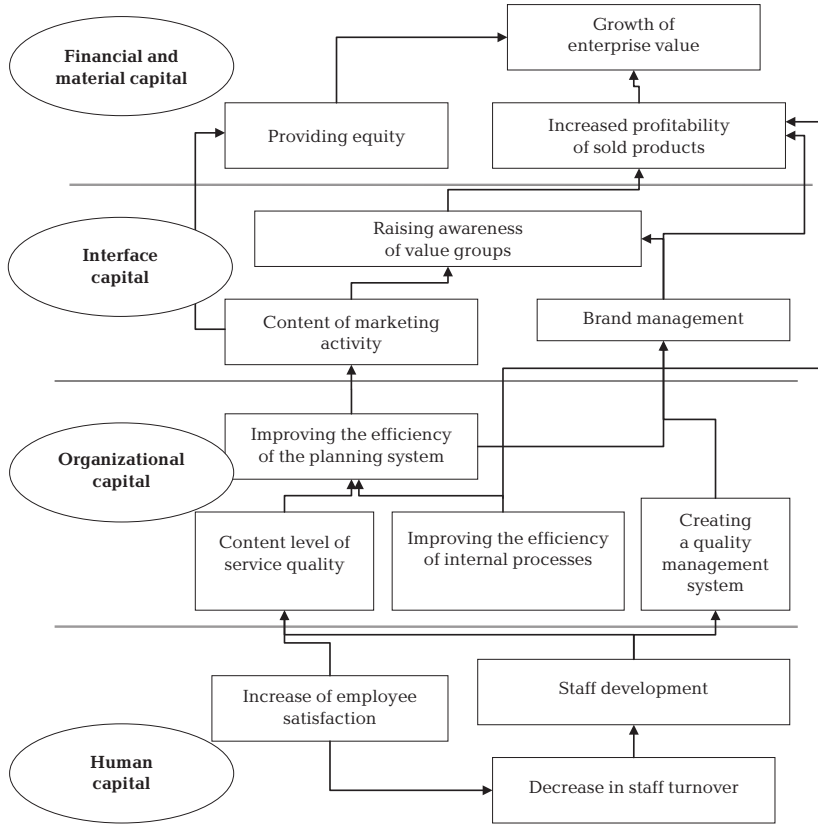 Financial and
material capital
Growth of
enterprise value
Providing equity
Increased profitability
of sold products
Interface
capital
Raising awareness
of value groups
Content of marketing
activity
Brand management
Organizational
capital
Improving the efficiency
of the planning system
Content level of
service quality
Improving the efficiency
of internal processes
Creating
a quality
management
system
Human
capital
Increase of employee
satisfaction
Staff development
Decrease in staff turnover